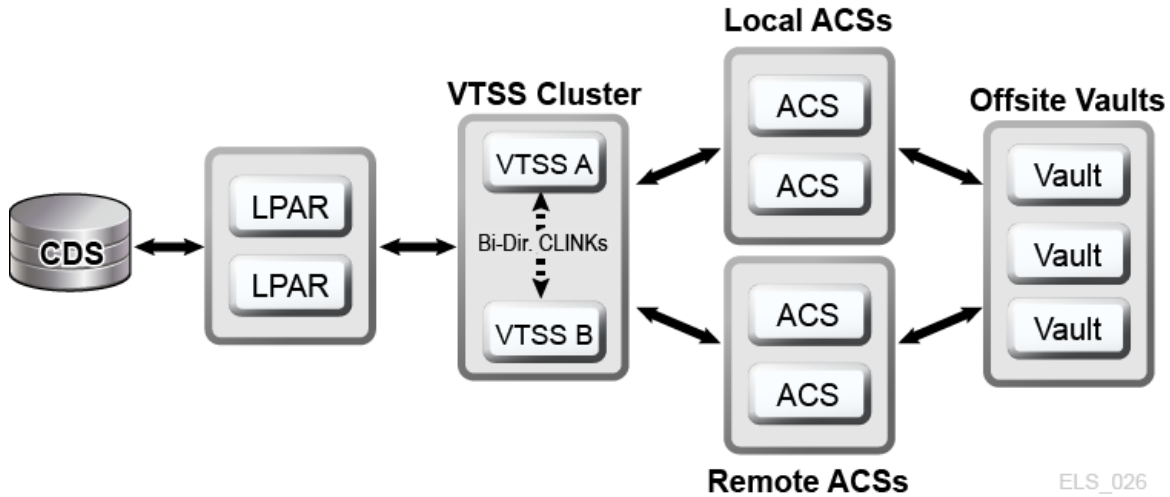 Local ACSs
ACS
ACS
VTSS Cluster
VTSS A
Bi-Dir. CLINKs
VTSS B
Offsite Vaults
Vault
Vault
Vault
CDS
LPAR
LPAR
ACS
ACS
Remote ACSs
ELS_026